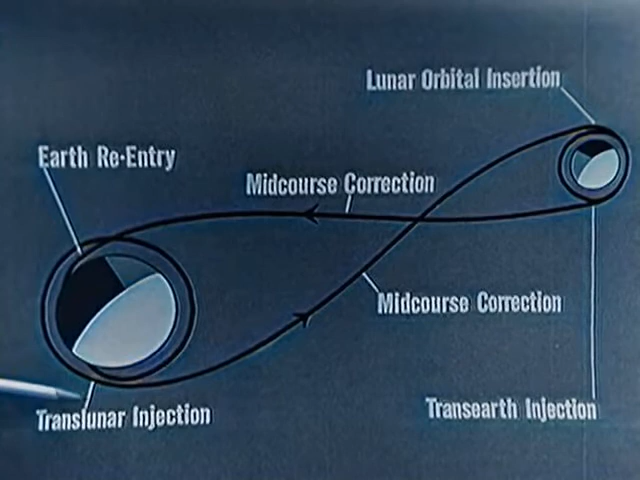 Lunar Orbital Insertion
Earth Re-Entry
Midcourse Correction
Midcourse Correction
Translunar Injection
Transearth Injection